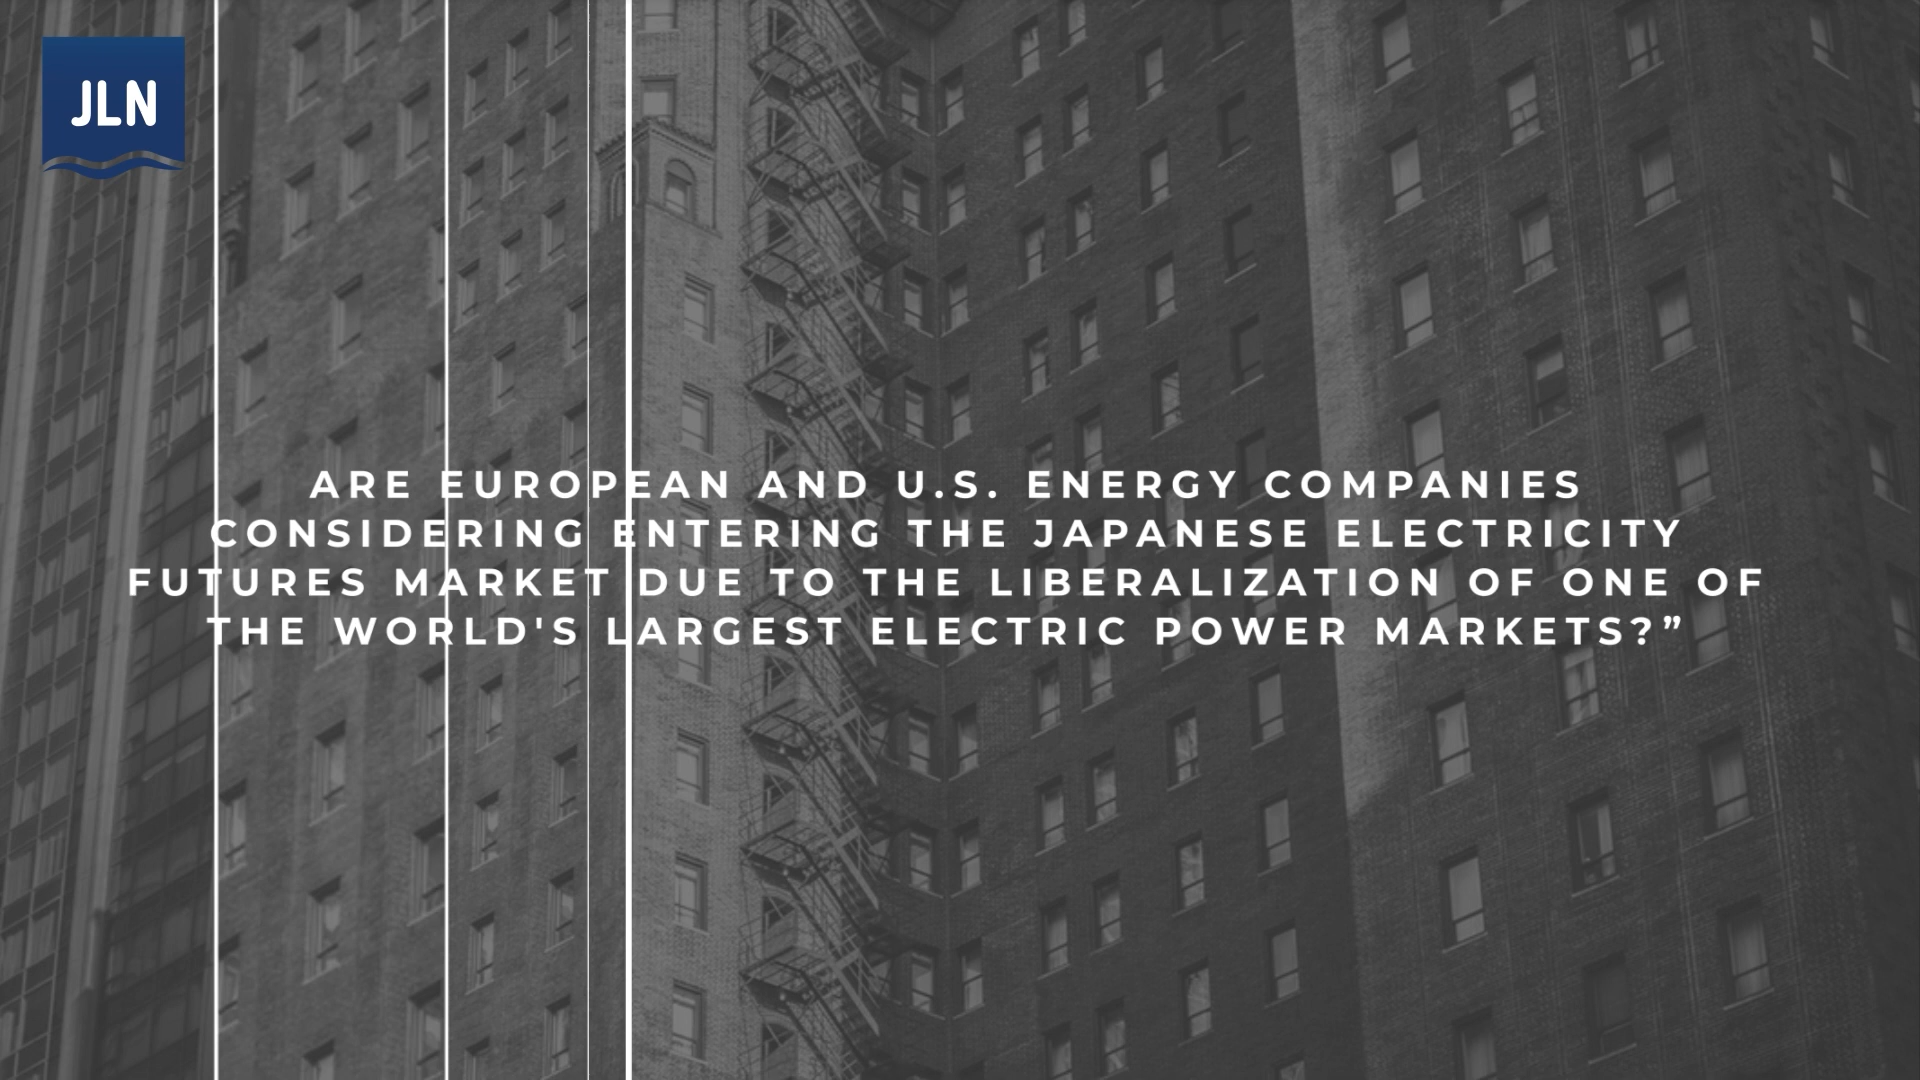 JLN
ARE EUROPEAN AND U.S. ENERGY COMPANIES
CONSIDERING ENTERING THE JAPANESE ELECTRICITY
FUTURES MARKET DUE TO THE LIBERALIZATION OF ONE OF
THE WORLD'S LARGEST ELECTRIC POWER MARKETS?”